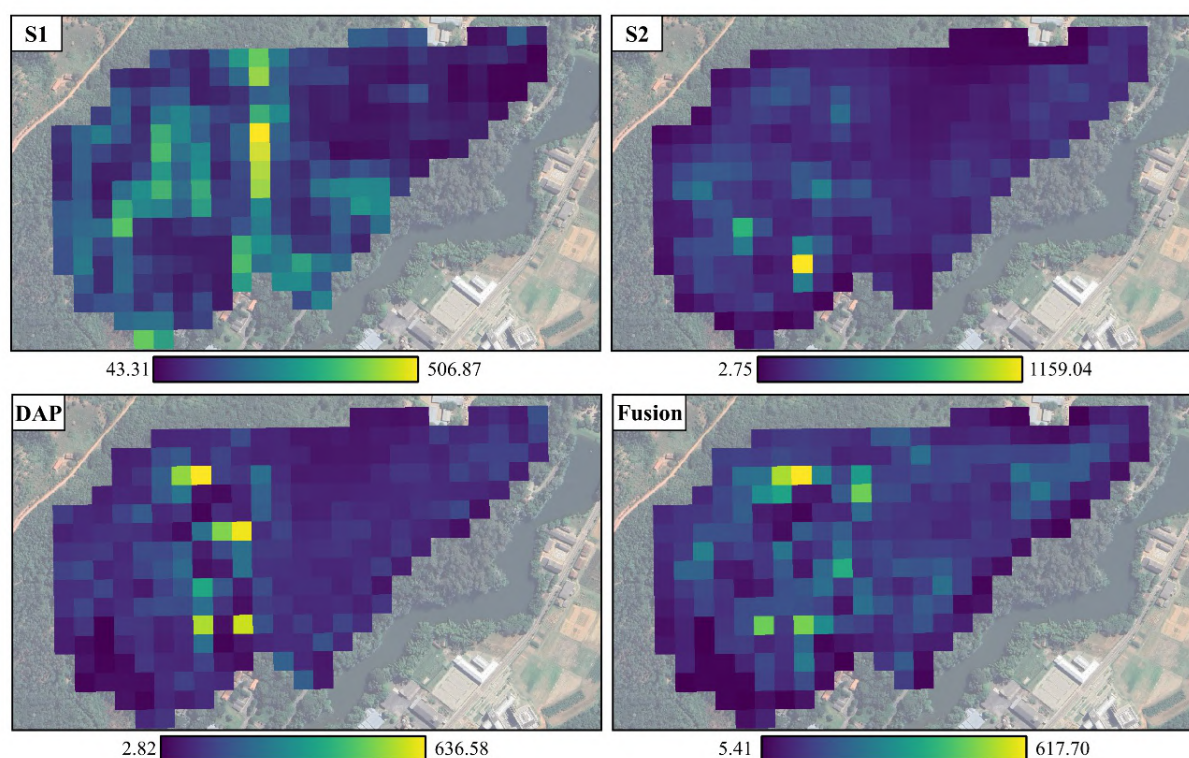 S1
S2
43.31 506.87
2.75 1159.04
DAP
Fusion
2.82 636.58
5.41 617.70